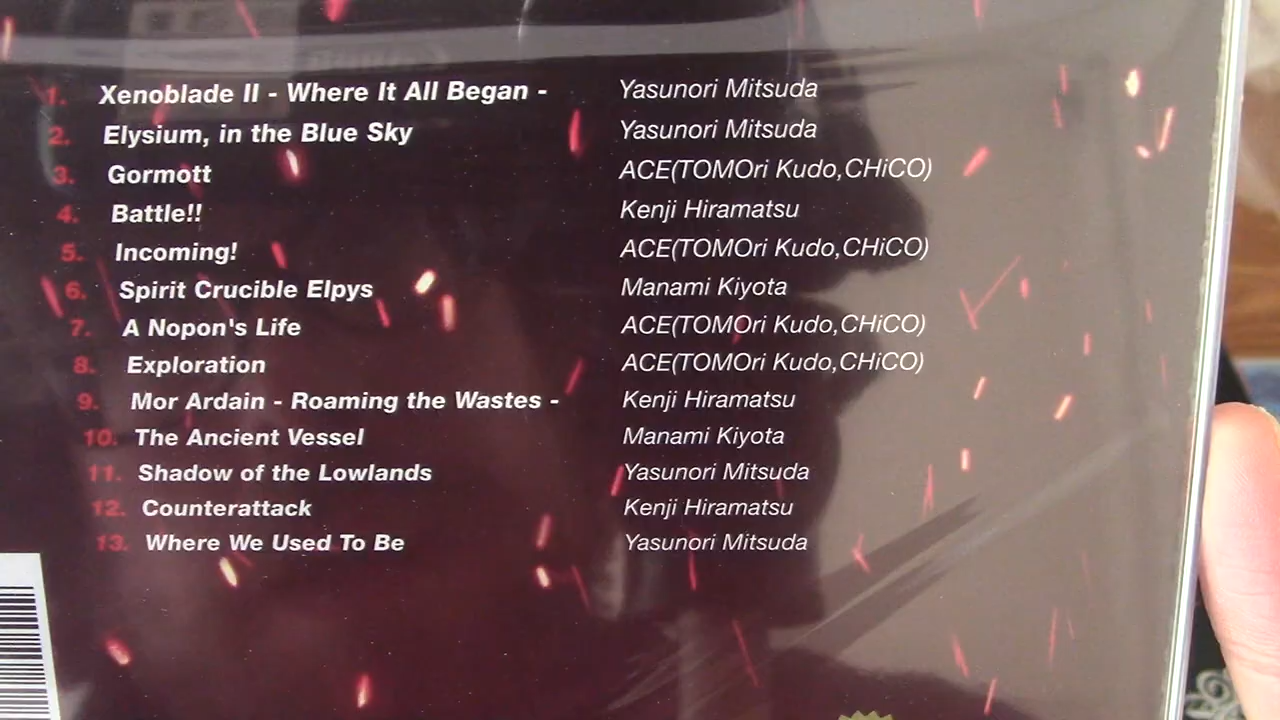 1. Xenoblade II - Where It All Began - Yasunori Mitsuda
2. Elysium, in the Blue Sky Yasunori Mitsuda
3. Gormott ACE(TOMOri Kudo,CHiCO)
4. Battle!! Kenji Hiramatsu
5. Incoming! ACE(TOMOri Kudo,CHiCO)
6. Spirit Crucible Elpys Manami Kiyota
7. A Nopon's Life ACE(TOMOri Kudo,CHiCO)
8. Exploration ACE(TOMOri Kudo,CHiCO)
9. Mor Ardain - Roaming the Wastes - Kenji Hiramatsu
10. The Ancient Vessel Manami Kiyota
11. Shadow of the Lowlands Yasunori Mitsuda
12. Counterattack Kenji Hiramatsu
13. Where We Used To Be Yasunori Mitsuda